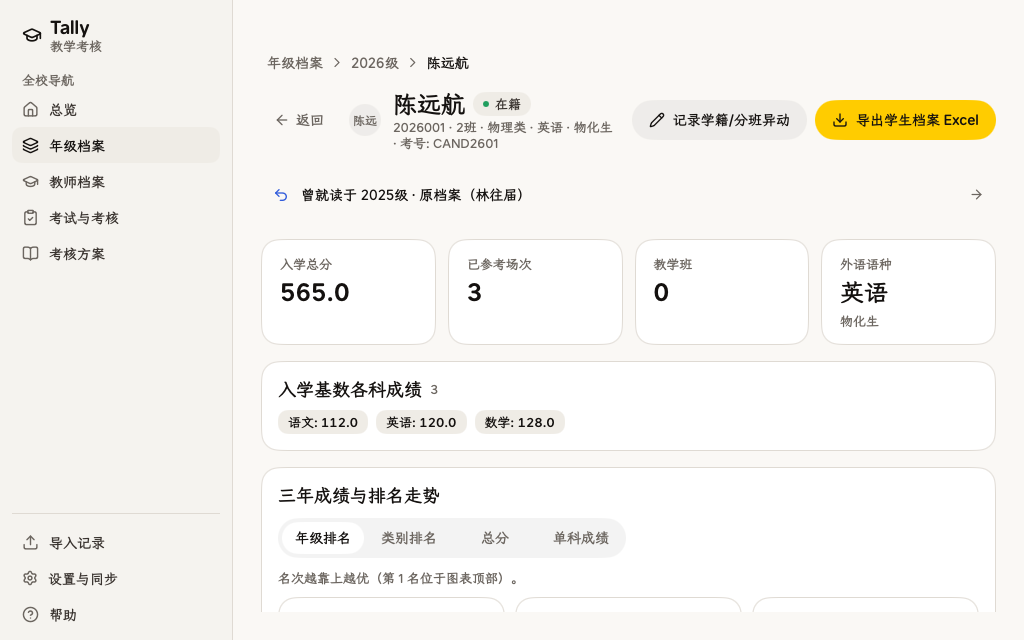 Tally
教学考核
全校导航
总览
年级档案
教师档案
考试与考核
考核方案
导入记录
设置与同步
帮助
年级档案 > 2026级 > 陈远航
返回
陈远
陈远航
在籍
2026001 · 2班 · 物理类 · 英语 · 物化生
· 考号: CAND2601
记录学籍/分班异动
导出学生档案 Excel
曾就读于 2025级 · 原档案（林往届）
入学总分
565.0
已参考场次
3
教学班
0
外语语种
英语
物化生
入学基数各科成绩 3
语文: 112.0
英语: 120.0
数学: 128.0
三年成绩与排名走势
年级排名
类别排名
总分
单科成绩
名次越靠上越优（第 1 名位于图表顶部）。